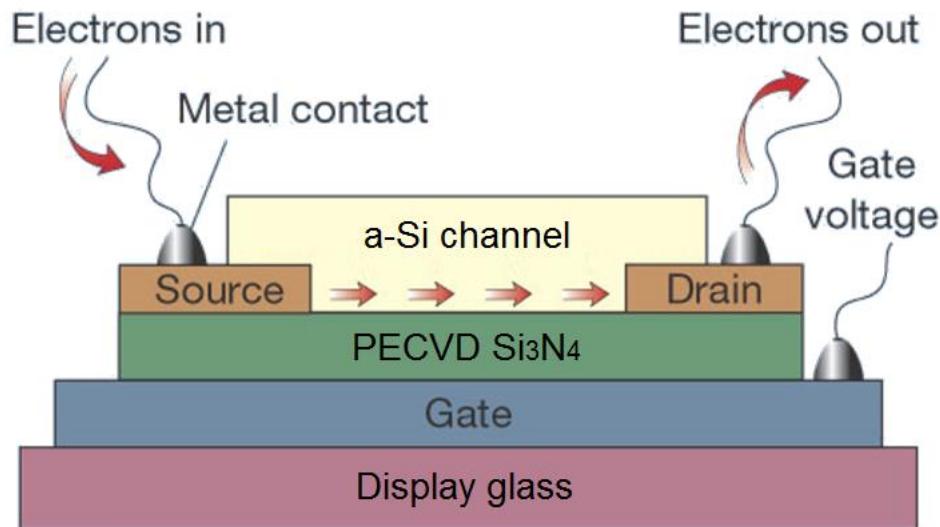 Electrons in
Electrons out
Metal contact
Gate
voltage
a-Si channel
Source
Drain
PECVD Si₃N₄
Gate
Display glass